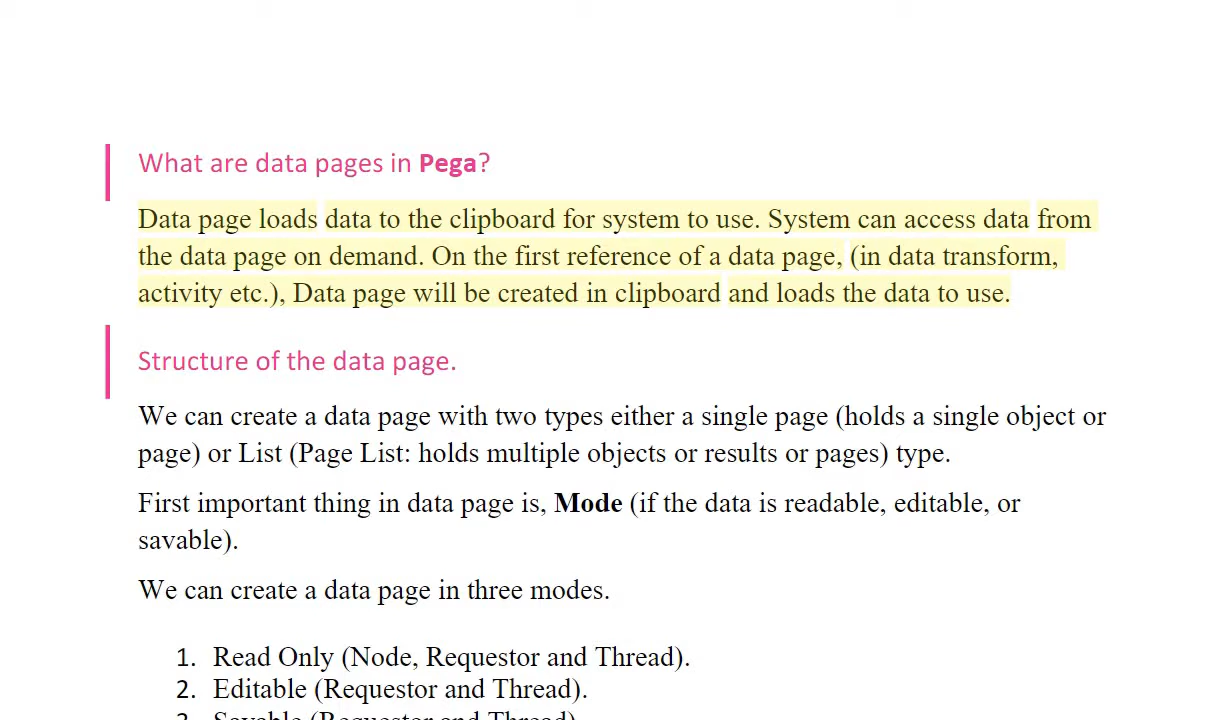 What are data pages in Pega?
Data page loads data to the clipboard for system to use. System can access data from
the data page on demand. On the first reference of a data page, (in data transform,
activity etc.), Data page will be created in clipboard and loads the data to use.
Structure of the data page.
We can create a data page with two types either a single page (holds a single object or
page) or List (Page List: holds multiple objects or results or pages) type.
First important thing in data page is, Mode (if the data is readable, editable, or
savable).
We can create a data page in three modes.
1. Read Only (Node, Requestor and Thread).
2. Editable (Requestor and Thread).
3. Savable (Requestor and Thread)